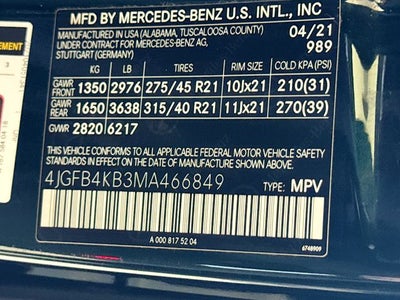 MFD BY MERCEDES-BENZ U.S. INTL., INC
MANUFACTURED IN USA (ALABAMA, TUSCALOOSA COUNTY) 04/21
UNDER CONTRACT FOR MERCEDES-BENZ AG, 989
STUTTGART (GERMANY)
KG LB TIRES RIM SIZE COLD KPA (PSI)
GAWR FRONT 1350 2976 275/45 R21 10Jx21 210(31)
GAWR REAR 1650 3638 315/40 R21 11Jx21 270(39)
GVWR 2820 6217
THIS VEHICLE CONFORMS TO ALL APPLICABLE FEDERAL MOTOR VEHICLE SAFETY
STANDARDS IN EFFECT ON THE DATE OF MANUFACTURE SHOWN ABOVE.
4JGFB4KB3MA466849 TYPE: MPV
A 000 817 52 04
6748909